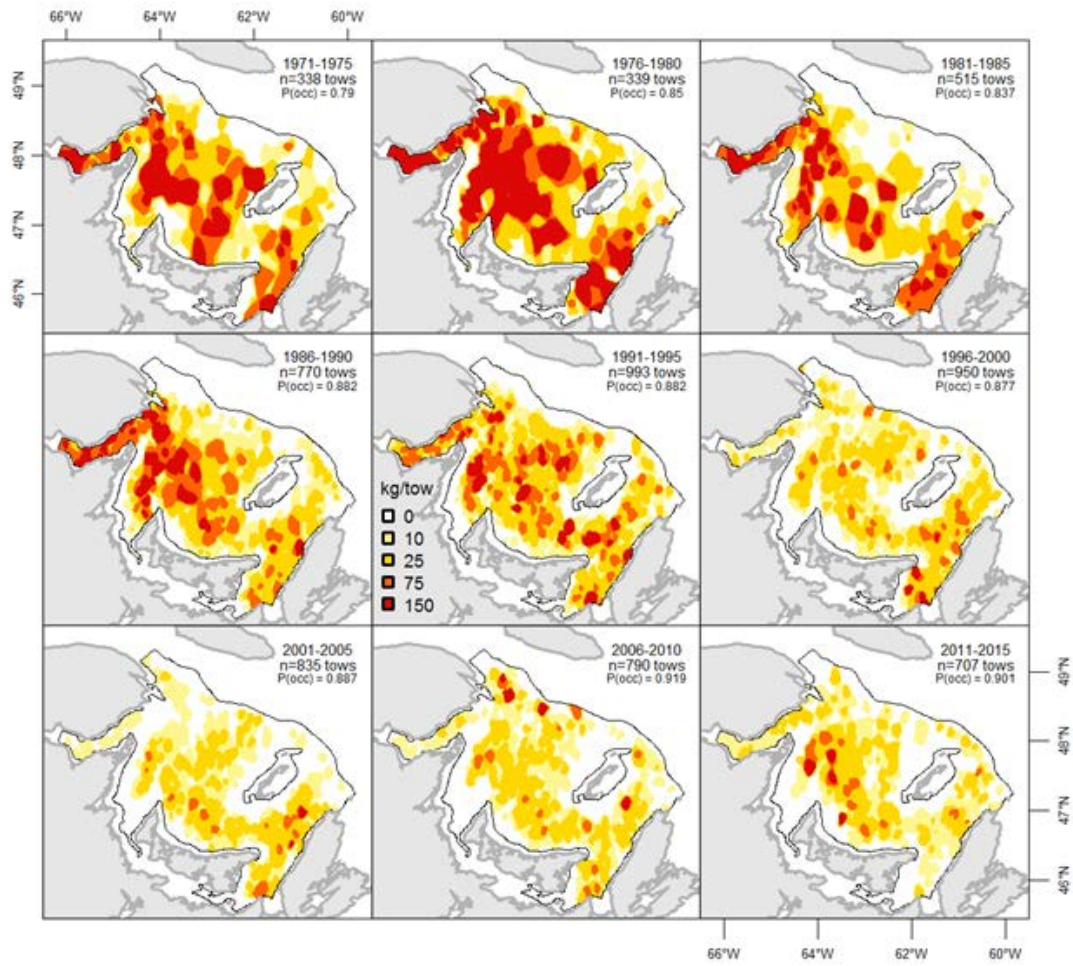 66°W 64°W 62°W 60°W
49°N
48°N
47°N
46°N
1971-1975
n=338 tows
P(occ) = 0.79
1976-1980
n=339 tows
P(occ) = 0.85
1981-1985
n=515 tows
P(occ) = 0.837
1986-1990
n=770 tows
P(occ) = 0.882
1991-1995
n=993 tows
P(occ) = 0.882
kg/tow
0
10
25
75
150
1996-2000
n=950 tows
P(occ) = 0.877
2001-2005
n=835 tows
P(occ) = 0.887
2006-2010
n=790 tows
P(occ) = 0.919
2011-2015
n=707 tows
P(occ) = 0.901
49°N
48°N
47°N
46°N
66°W 64°W 62°W 60°W